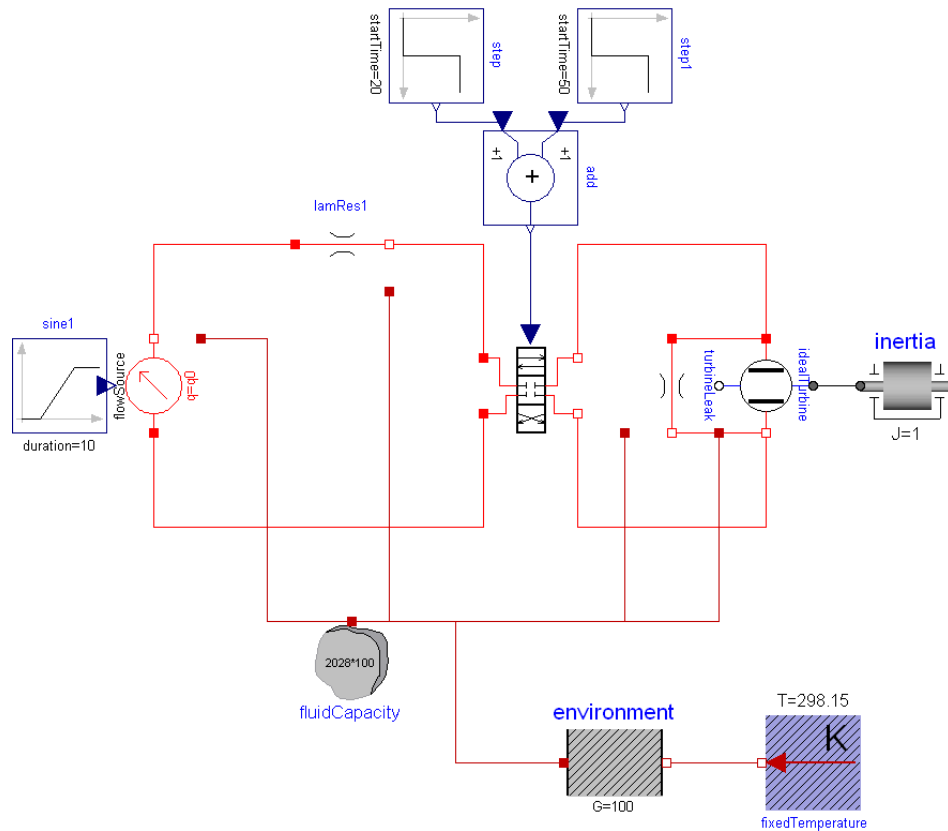 startTime=20
step
startTime=50
step1
+1
+1
add
+
lamRes1
sine1
duration=10
flowSource
q=q0
turbineLeak
idealTurbine
inertia
J=1
2028*100
fluidCapacity
environment
G=100
T=298.15
K
fixedTemperature